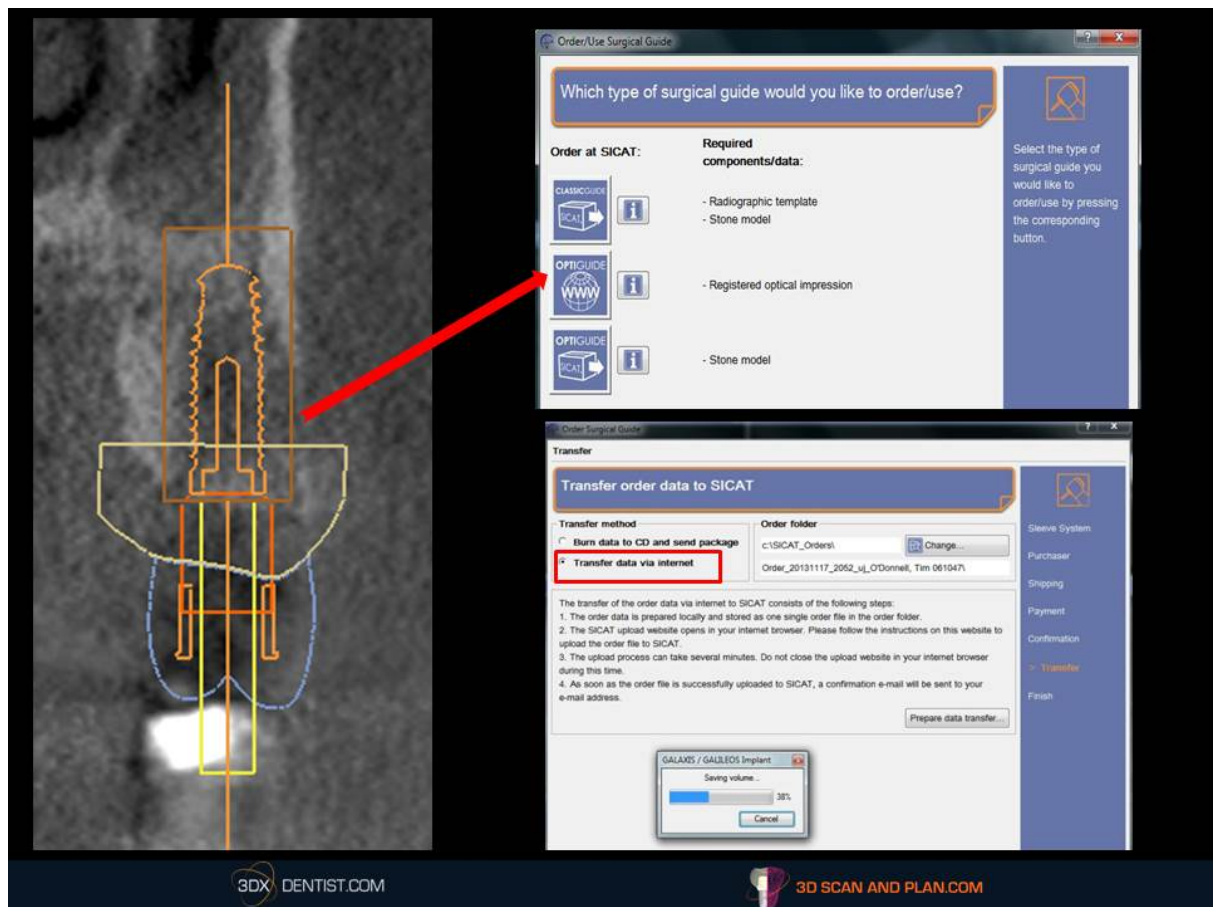 Order/Use Surgical Guide
Which type of surgical guide would you like to order/use?
Order at SICAT:
Required
components/data:
CLASSICGUIDE
SICAT
i
- Radiographic template
- Stone model
OPTIGUIDE
WWW
i
- Registered optical impression
OPTIGUIDE
SICAT
i
- Stone model
Select the type of
surgical guide you
would like to
order/use by pressing
the corresponding
button.
Order Surgical Guide
Transfer
Transfer order data to SICAT
Transfer method
Burn data to CD and send package
Transfer data via internet
Order folder
c:\SICAT_Orders\
Change...
Order_20131117_2052_uj_O'Donnell, Tim 061047\
The transfer of the order data via internet to SICAT consists of the following steps:
1. The order data is prepared locally and stored as one single order file in the order folder.
2. The SICAT upload website opens in your internet browser. Please follow the instructions on this website to
upload the order file to SICAT.
3. The upload process can take several minutes. Do not close the upload website in your internet browser
during this time.
4. As soon as the order file is successfully uploaded to SICAT, a confirmation e-mail will be sent to your
e-mail address.
Prepare data transfer...
Sleeve System
Purchaser
Shipping
Payment
Confirmation
> Transfer
Finish
GALAXIS / GALILEOS Implant
Saving volume...
38%
Cancel
3DX DENTIST.COM
3D SCAN AND PLAN.COM